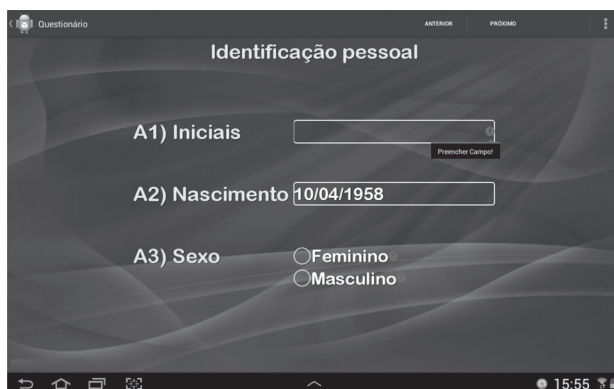 Questionário
ANTERIOR PRÓXIMO
Identificação pessoal
A1) Iniciais
Preencher Campo!
A2) Nascimento 10/04/1958
A3) Sexo
Feminino
Masculino
15:55